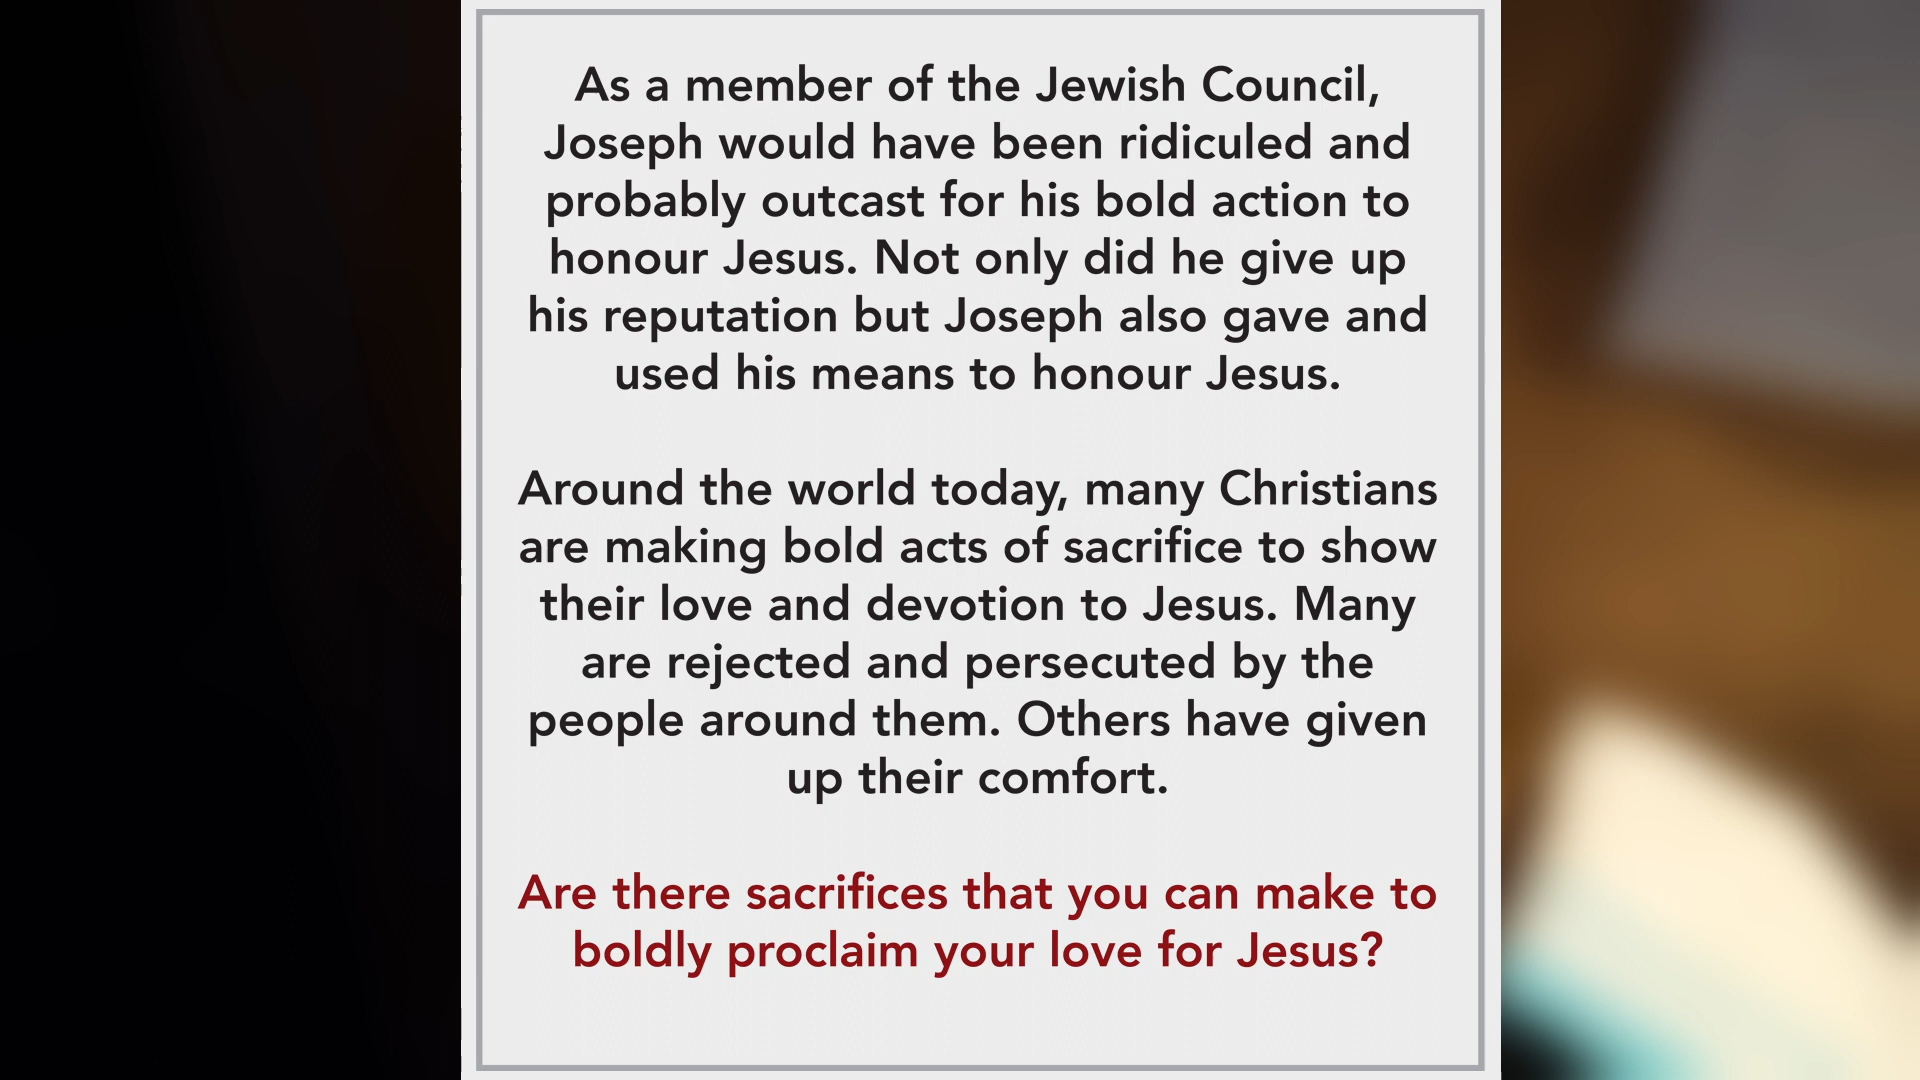 As a member of the Jewish Council,
Joseph would have been ridiculed and
probably outcast for his bold action to
honour Jesus. Not only did he give up
his reputation but Joseph also gave and
used his means to honour Jesus.
Around the world today, many Christians
are making bold acts of sacrifice to show
their love and devotion to Jesus. Many
are rejected and persecuted by the
people around them. Others have given
up their comfort.
Are there sacrifices that you can make to
boldly proclaim your love for Jesus?